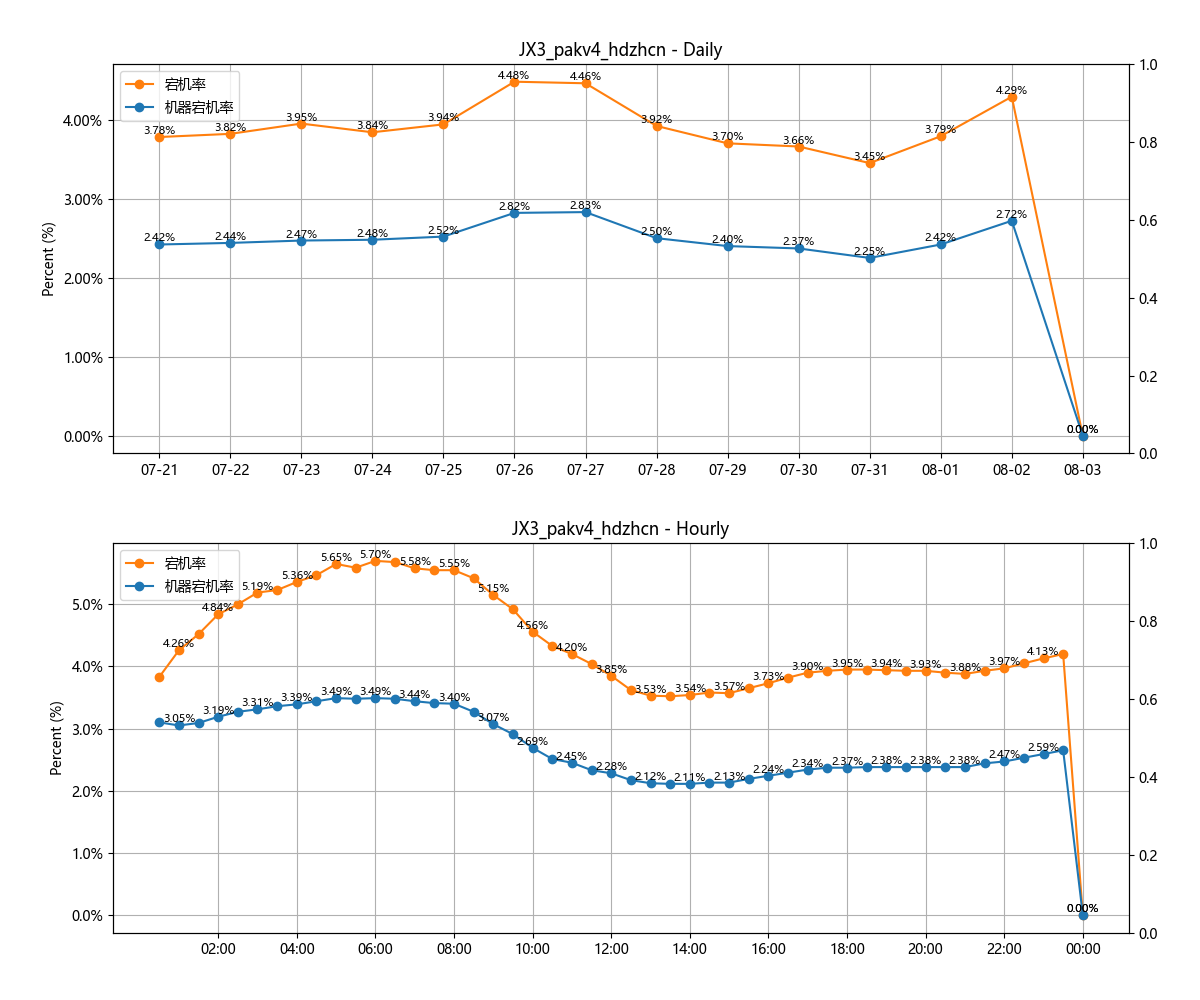 JX3_pakv4_hdzhcn - Daily
宕机率
机器宕机率
Percent (%)
4.00%
3.00%
2.00%
1.00%
0.00%
1.0
0.8
0.6
0.4
0.2
0.0
3.78% 3.82% 3.95% 3.84% 3.94% 4.48% 4.46% 3.92% 3.70% 3.66% 3.45% 3.79% 4.29% 0.00%
2.42% 2.44% 2.47% 2.48% 2.52% 2.82% 2.83% 2.50% 2.40% 2.37% 2.25% 2.42% 2.72% 0.00%
07-21 07-22 07-23 07-24 07-25 07-26 07-27 07-28 07-29 07-30 07-31 08-01 08-02 08-03
JX3_pakv4_hdzhcn - Hourly
宕机率
机器宕机率
Percent (%)
5.0%
4.0%
3.0%
2.0%
1.0%
0.0%
1.0
0.8
0.6
0.4
0.2
0.0
4.26% 4.84% 5.19% 5.36% 5.65% 5.70% 5.58% 5.55% 5.15% 4.56% 4.20% 3.85% 3.53% 3.54% 3.57% 3.73% 3.90% 3.95% 3.94% 3.93% 3.88% 3.97% 4.13% 0.00%
3.05% 3.19% 3.31% 3.39% 3.49% 3.49% 3.44% 3.40% 3.07% 2.69% 2.45% 2.28% 2.12% 2.11% 2.13% 2.24% 2.34% 2.37% 2.38% 2.38% 2.38% 2.47% 2.59% 0.00%
02:00 04:00 06:00 08:00 10:00 12:00 14:00 16:00 18:00 20:00 22:00 00:00